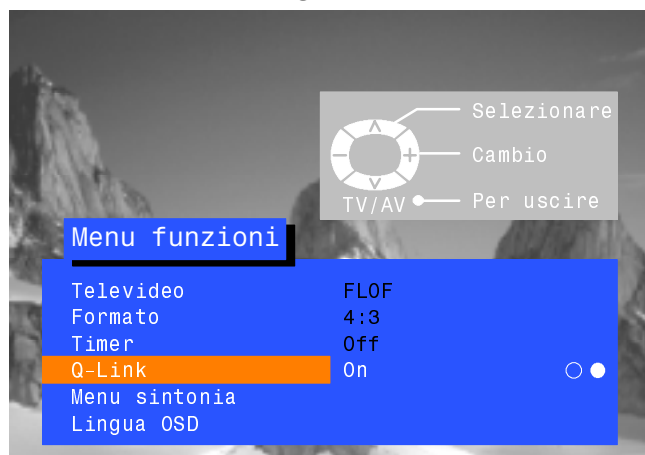 Selezionare
Cambio
TV/AV Per uscire
Menu funzioni
Televideo FLOF
Formato 4:3
Timer Off
Q-Link On
Menu sintonia
Lingua OSD